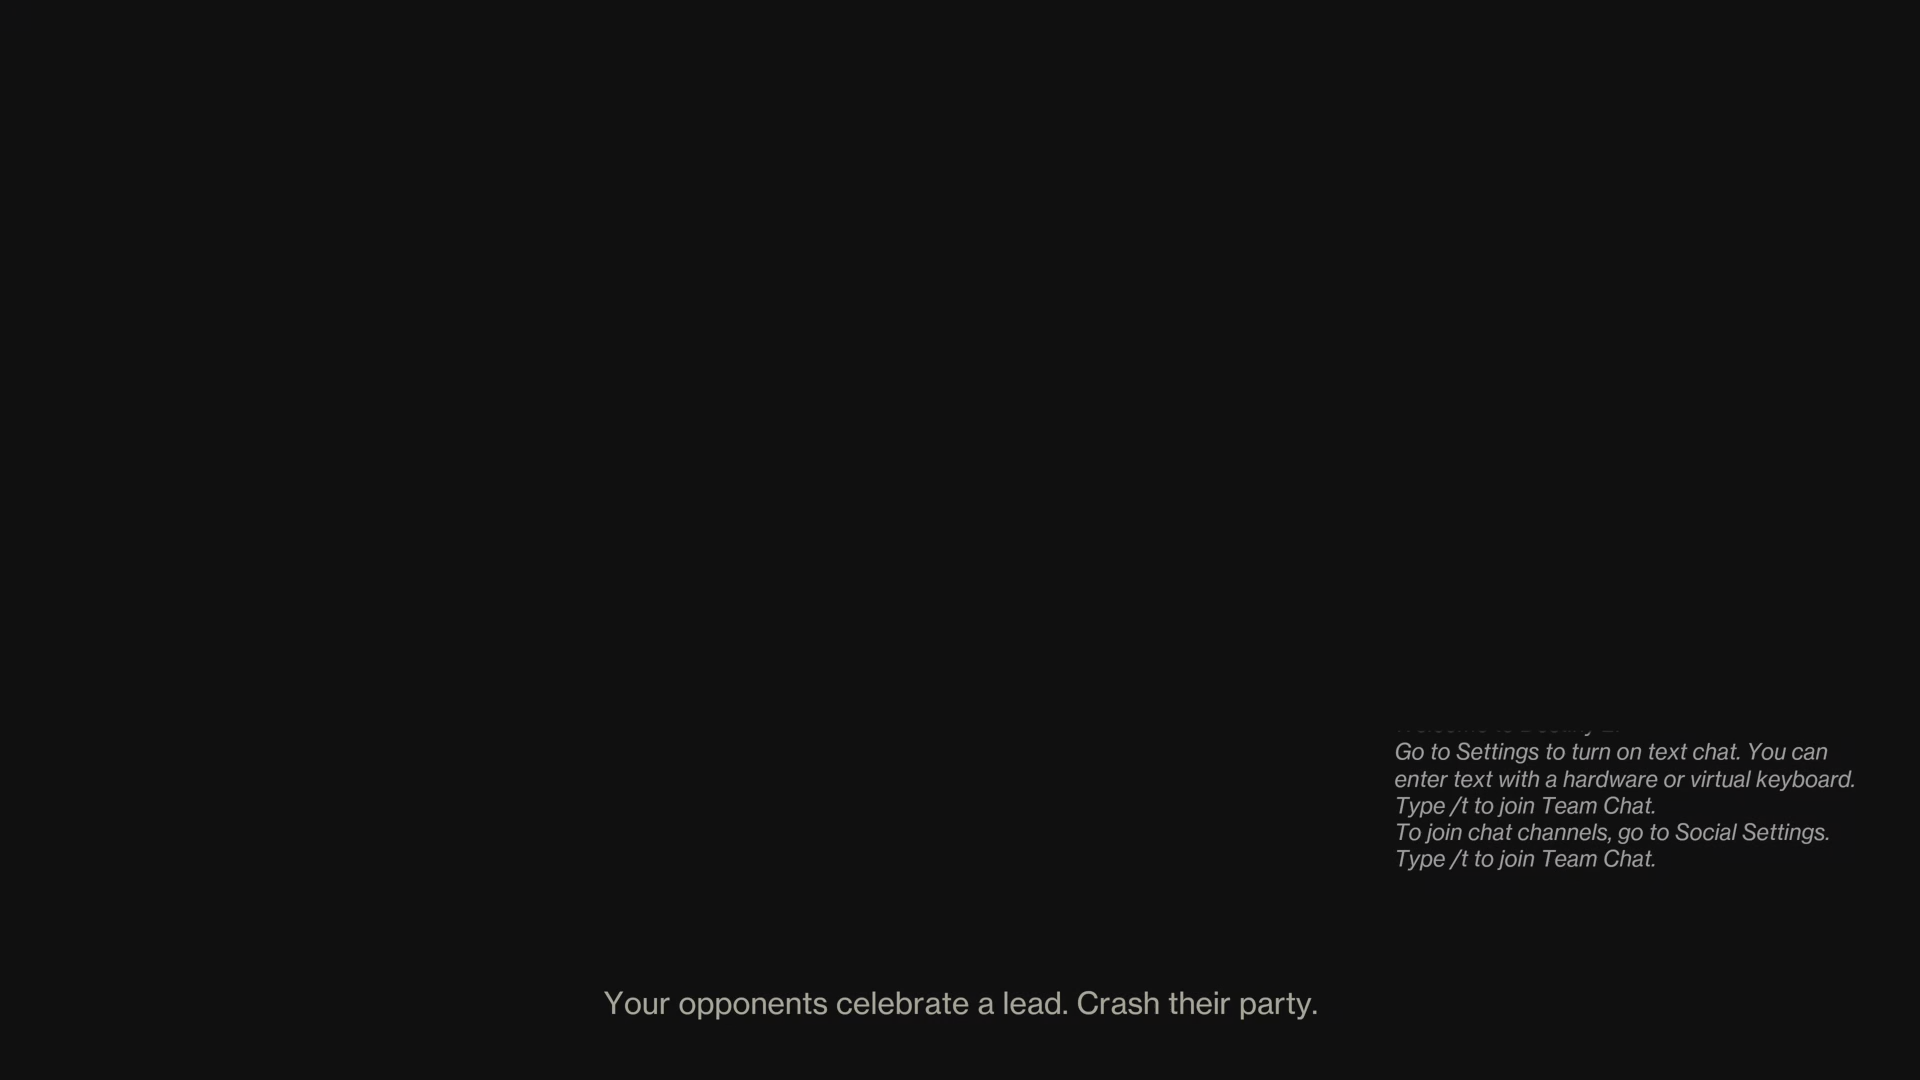 Go to Settings to turn on text chat. You can
enter text with a hardware or virtual keyboard.
Type /t to join Team Chat.
To join chat channels, go to Social Settings.
Type /t to join Team Chat.
Your opponents celebrate a lead. Crash their party.